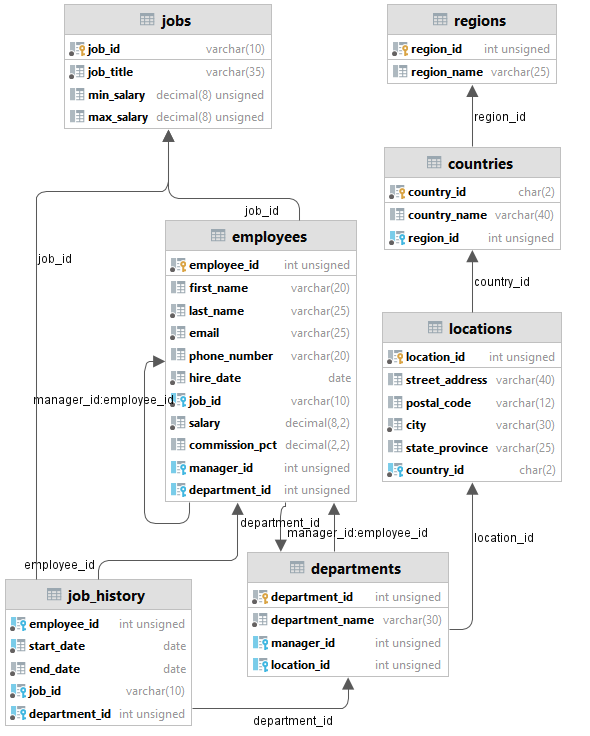 jobs
job_id varchar(10)
job_title varchar(35)
min_salary decimal(8) unsigned
max_salary decimal(8) unsigned
regions
region_id int unsigned
region_name varchar(25)
region_id
countries
country_id char(2)
country_name varchar(40)
region_id int unsigned
job_id
job_id
employees
employee_id int unsigned
first_name varchar(20)
last_name varchar(25)
email varchar(25)
phone_number varchar(20)
hire_date date
job_id varchar(10)
salary decimal(8,2)
commission_pct decimal(2,2)
manager_id int unsigned
department_id int unsigned
manager_id:employee_id
country_id
locations
location_id int unsigned
street_address varchar(40)
postal_code varchar(12)
city varchar(30)
state_province varchar(25)
country_id char(2)
department_id
manager_id:employee_id
location_id
employee_id
departments
department_id int unsigned
department_name varchar(30)
manager_id int unsigned
location_id int unsigned
job_history
employee_id int unsigned
start_date date
end_date date
job_id varchar(10)
department_id int unsigned
department_id